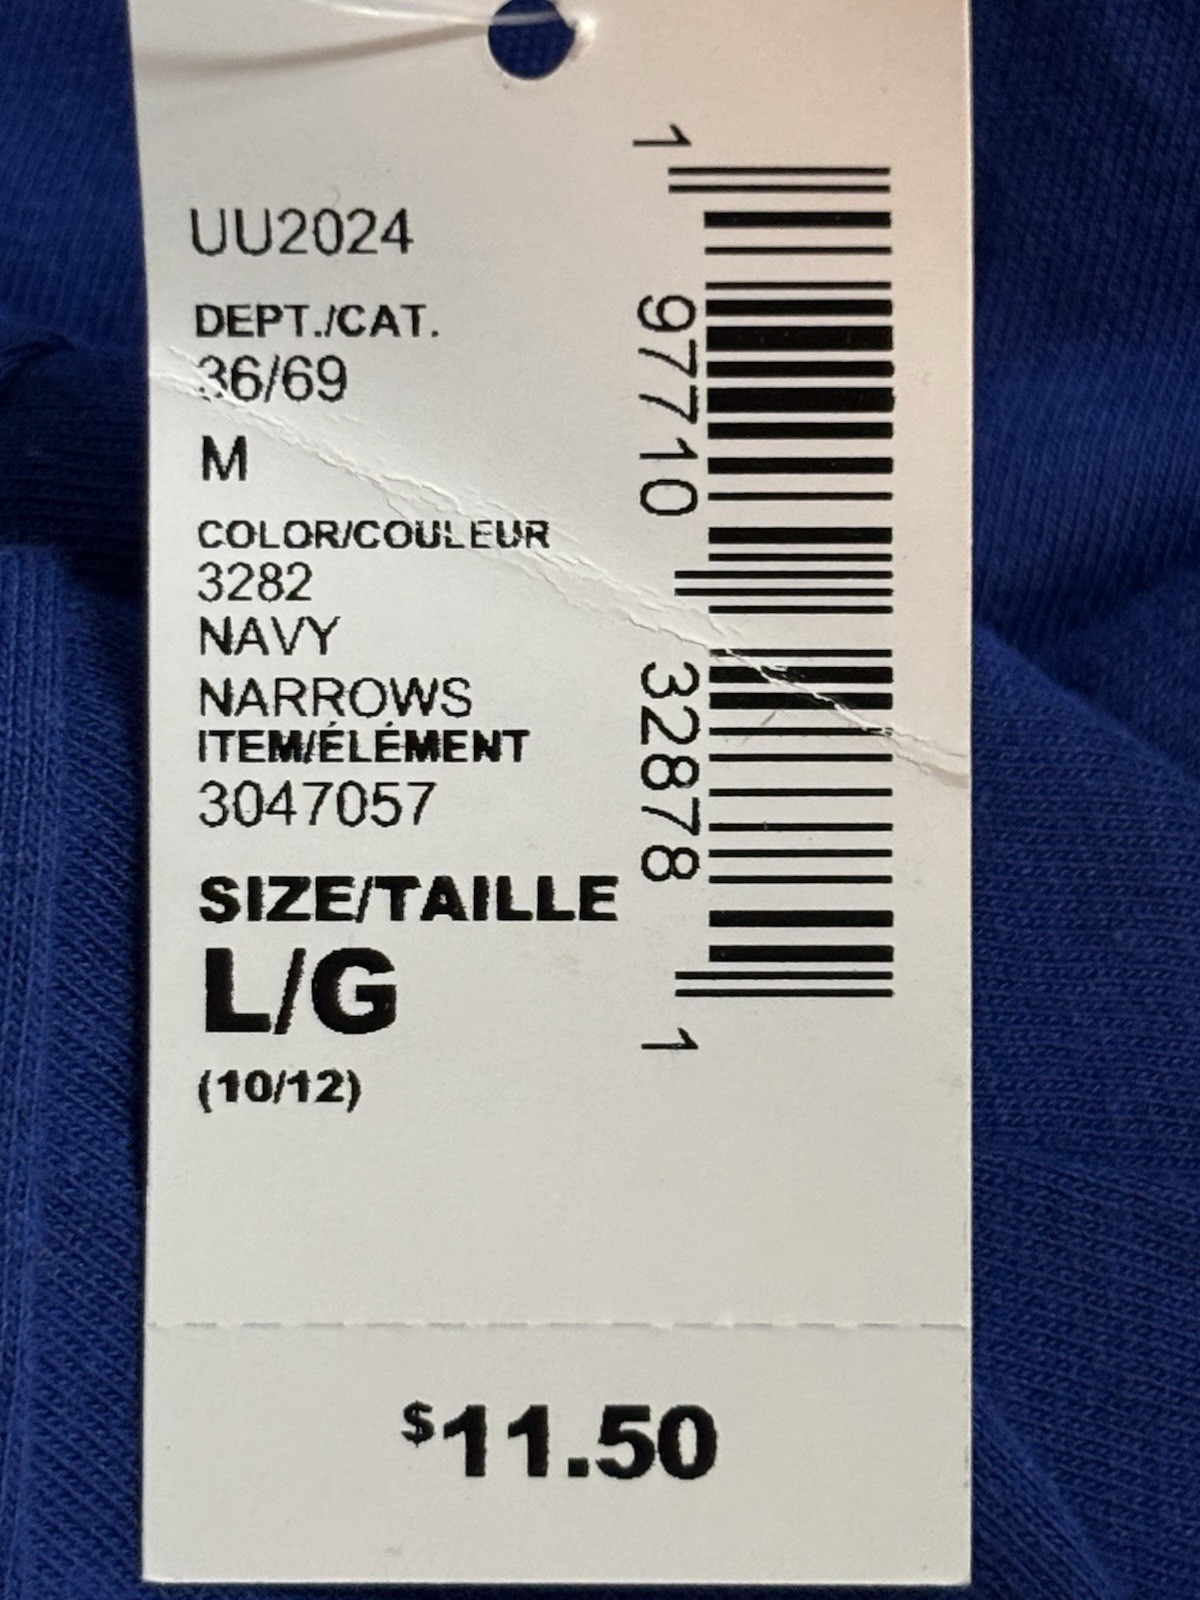 UU2024
DEPT./CAT.
36/69
M
COLOR/COULEUR
3282
NAVY
NARROWS
ITEM/ÉLÉMENT
3047057
SIZE/TAILLE
L/G
(10/12)
1 97710 32878 1
$11.50